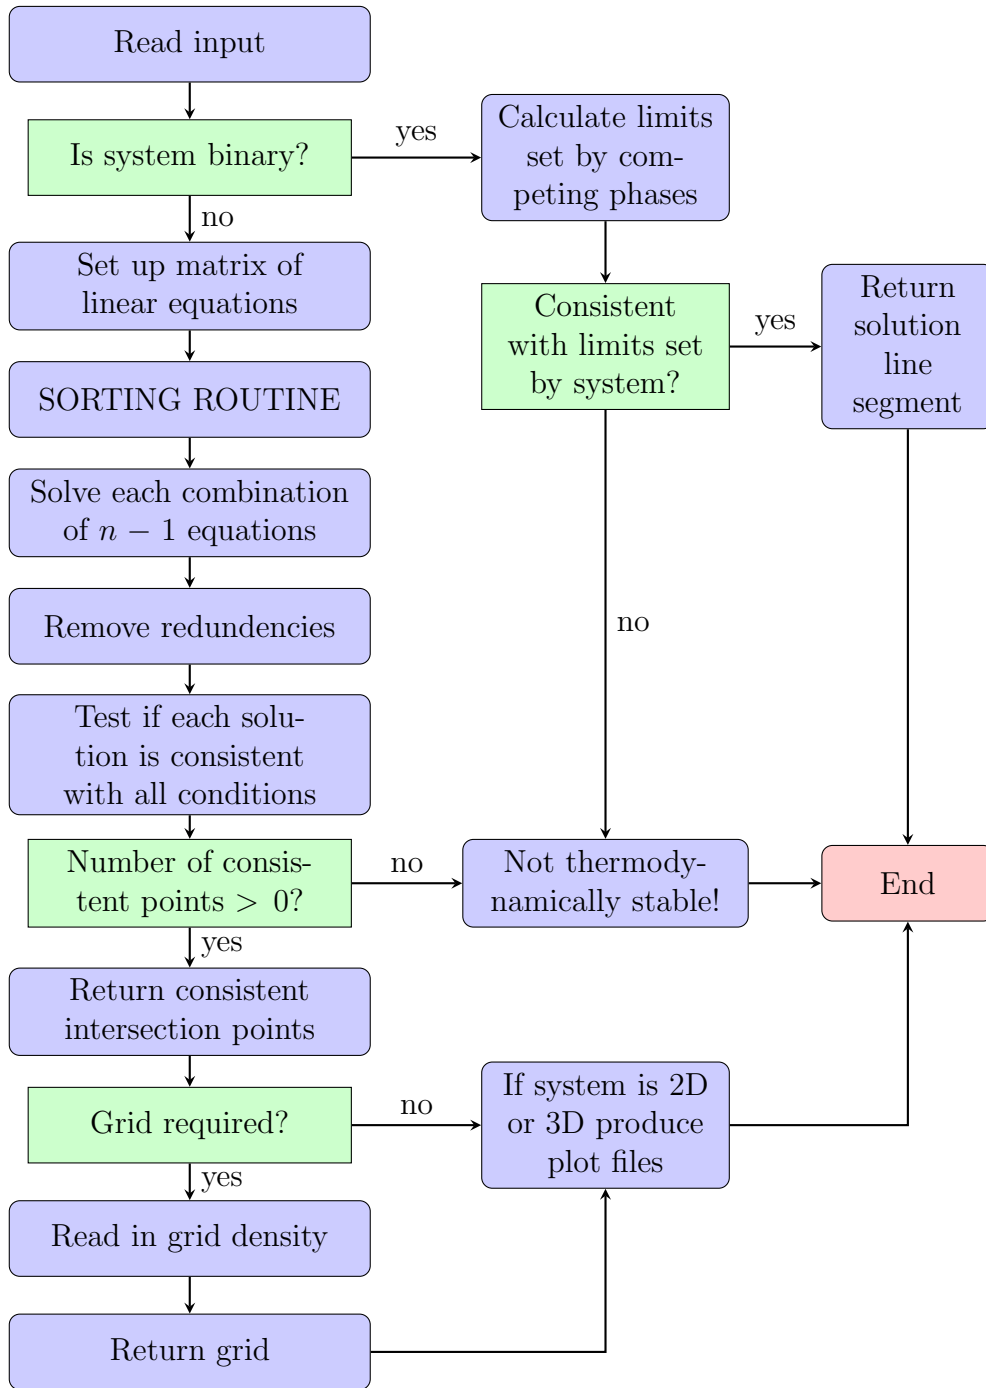 Read input
Is system binary?
yes
Calculate limits
set by com-
peting phases
no
Set up matrix of
linear equations
Consistent
with limits set
by system?
yes
Return
solution
line
segment
SORTING ROUTINE
Solve each combination
of n − 1 equations
Remove redundencies
no
Test if each solu-
tion is consistent
with all conditions
Number of consis-
tent points > 0?
no
Not thermody-
namically stable!
End
yes
Return consistent
intersection points
Grid required?
no
If system is 2D
or 3D produce
plot files
yes
Read in grid density
Return grid